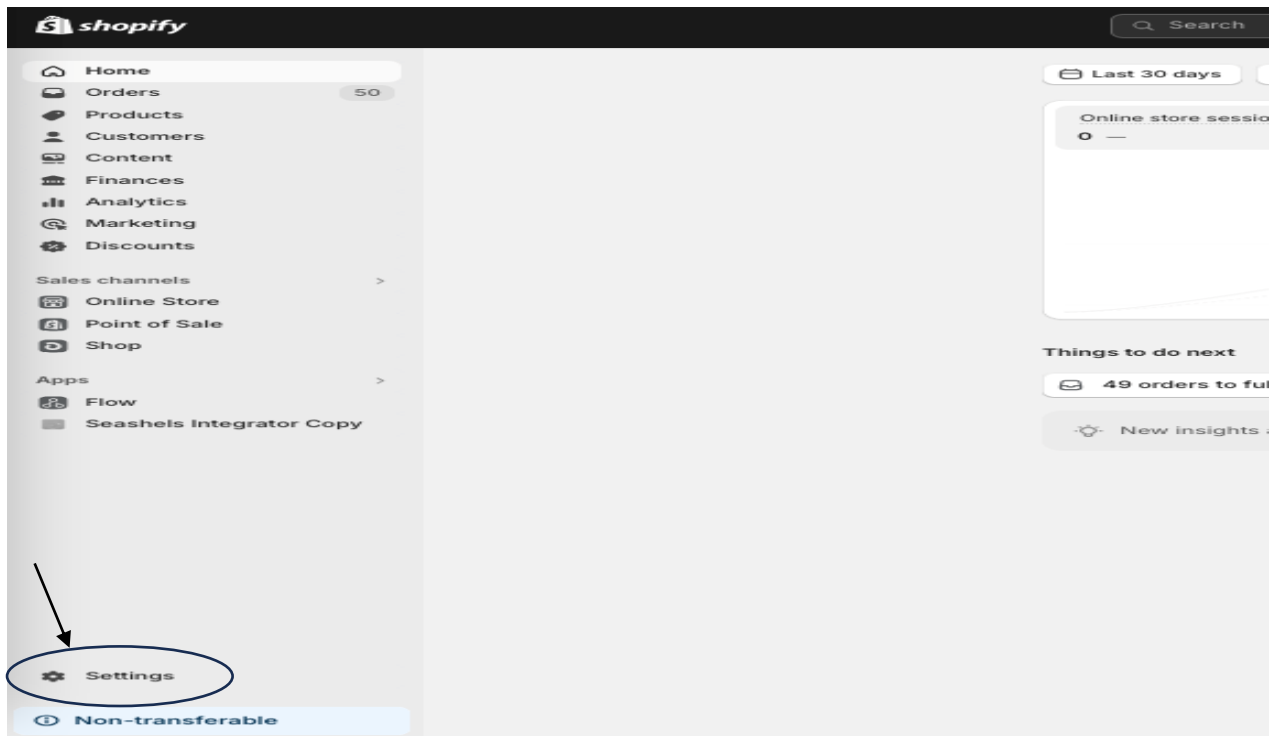 shopify
Search
Home
Orders 50
Products
Customers
Content
Finances
Analytics
Marketing
Discounts
Sales channels >
Online Store
Point of Sale
Shop
Apps >
Flow
Seashels Integrator Copy
Settings
Non-transferable
Last 30 days
Online store sessio
0 —
Things to do next
49 orders to ful
New insights